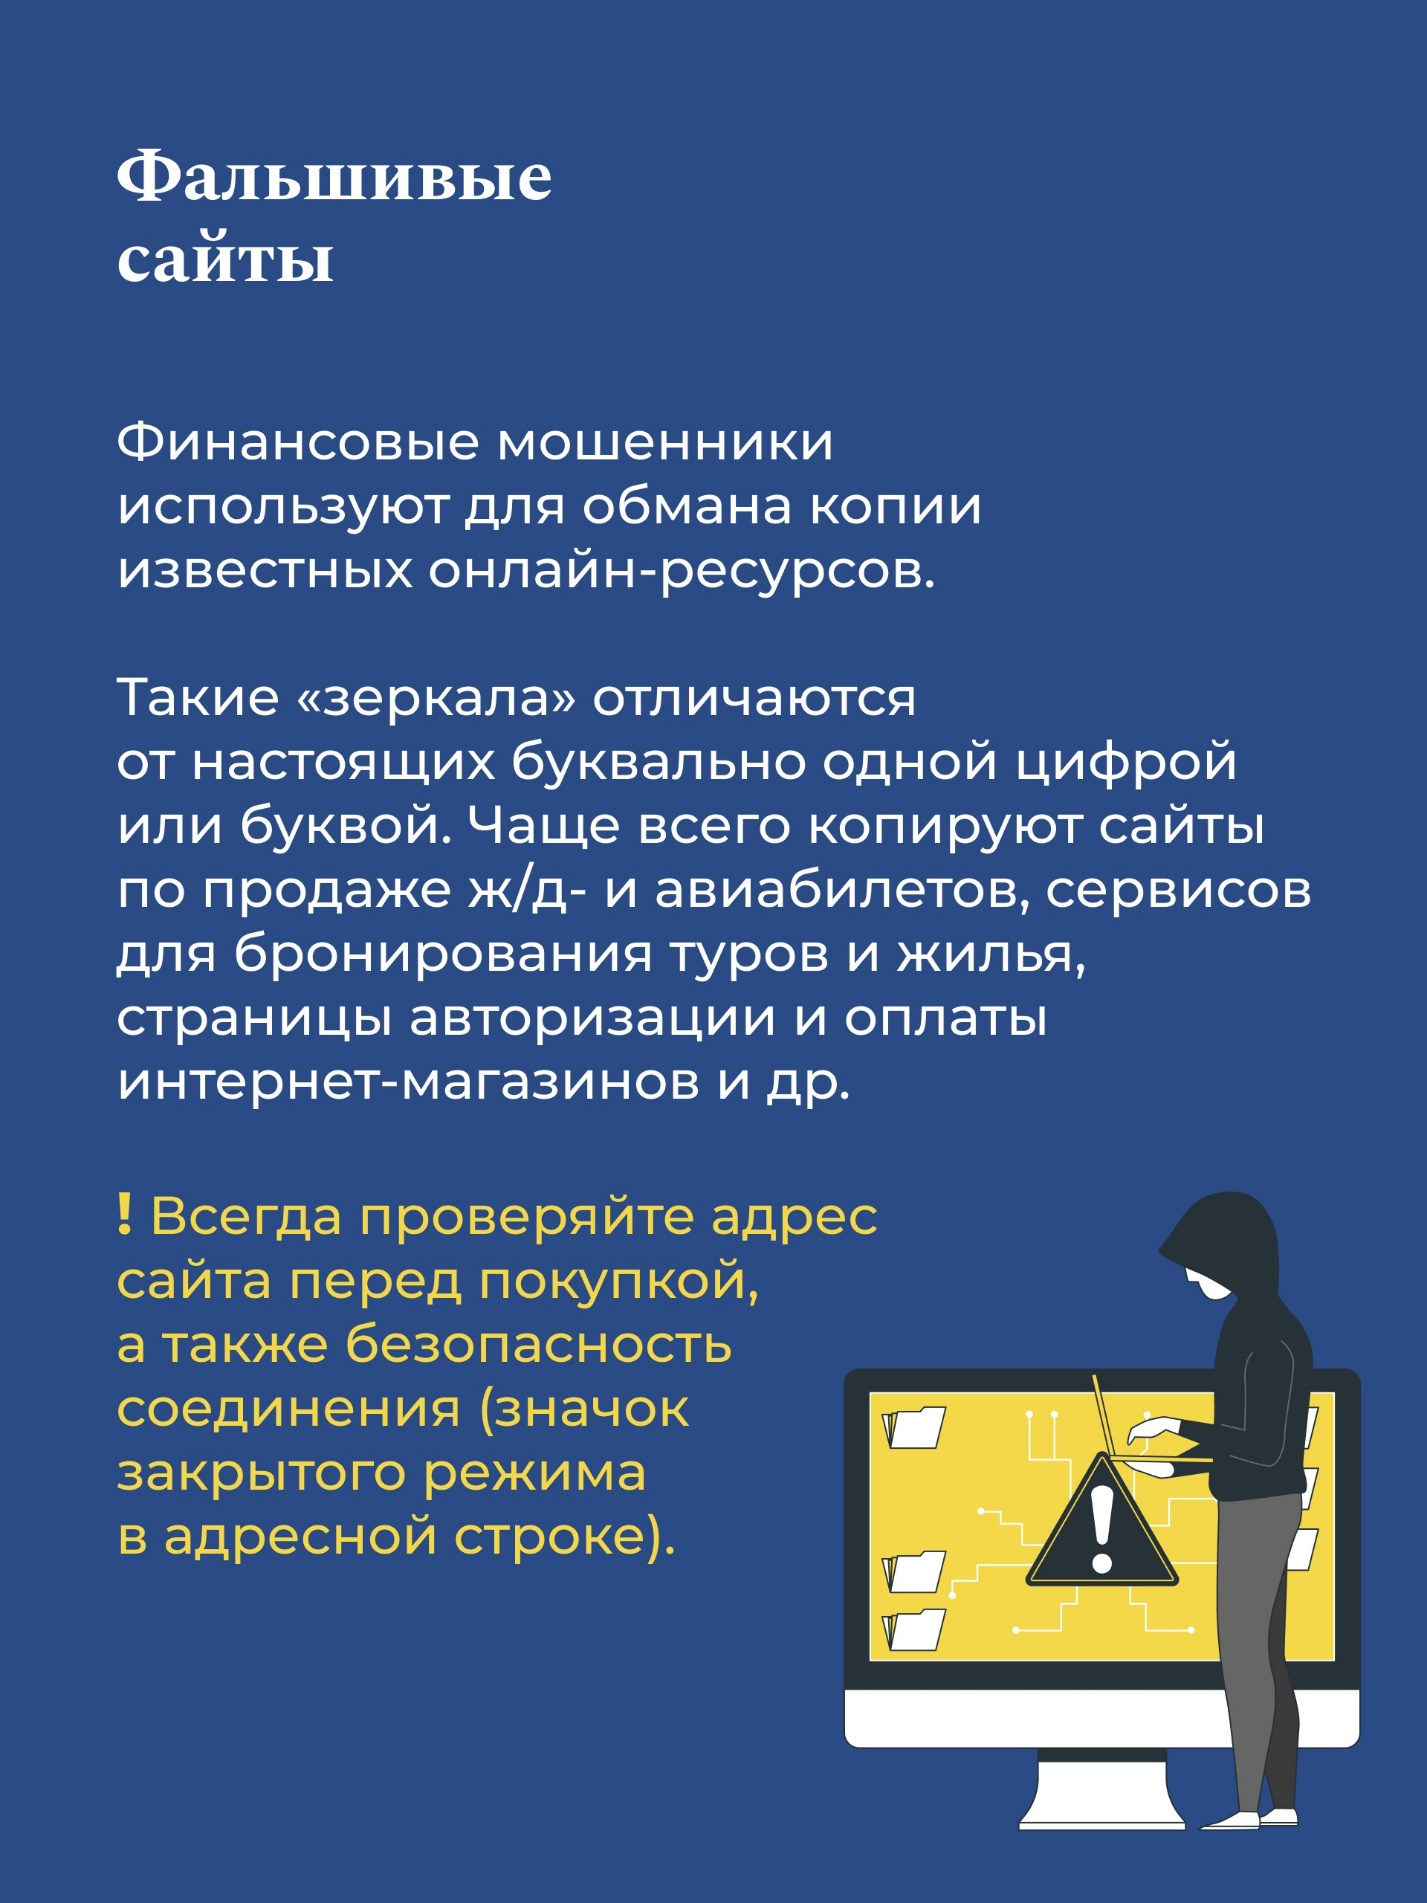 Фальшивые
сайты
Финансовые мошенники
используют для обмана копии
известных онлайн-ресурсов.
Такие «зеркала» отличаются
от настоящих буквально одной цифрой
или буквой. Чаще всего копируют сайты
по продаже ж/д- и авиабилетов, сервисов
для бронирования туров и жилья,
страницы авторизации и оплаты
интернет-магазинов и др.
! Всегда проверяйте адрес
сайта перед покупкой,
а также безопасность
соединения (значок
закрытого режима
в адресной строке).